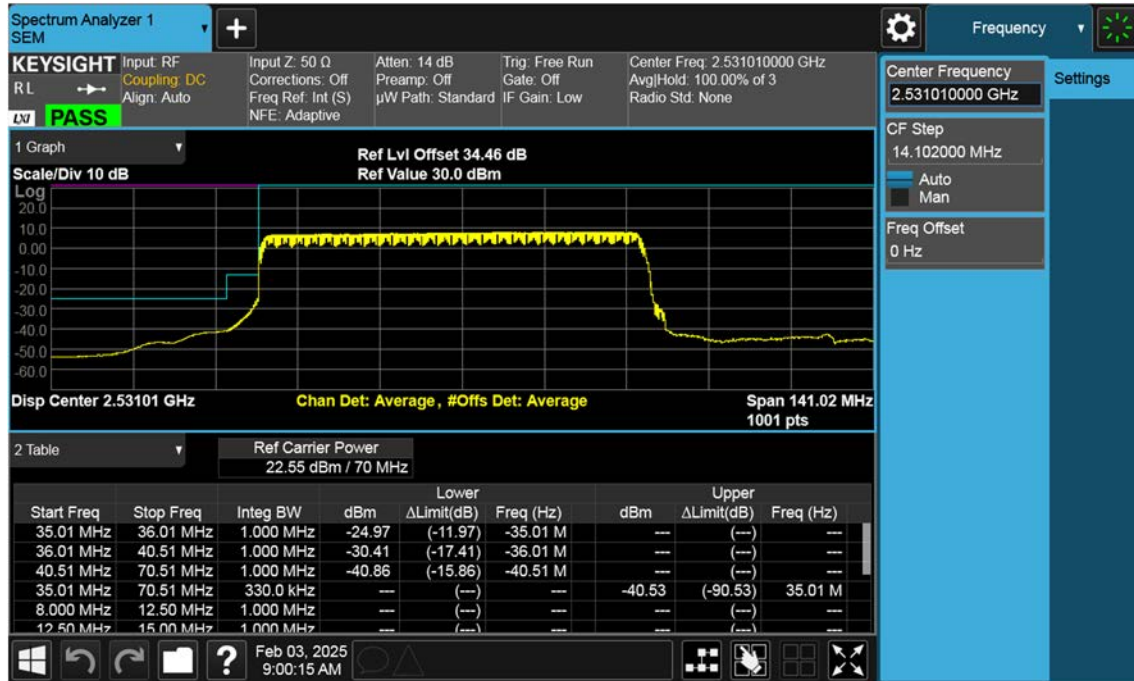 Spectrum Analyzer 1
SEM
+
Frequency
KEYSIGHT
R L
LXI
PASS
Input: RF
Coupling: DC
Align: Auto
Input Z: 50 Ω
Corrections: Off
Freq Ref: Int (S)
NFE: Adaptive
Atten: 14 dB
Preamp: Off
µW Path: Standard
Trig: Free Run
Gate: Off
IF Gain: Low
Center Freq: 2.531010000 GHz
Avg|Hold: 100.00% of 3
Radio Std: None
Center Frequency
2.531010000 GHz
Settings
CF Step
14.102000 MHz
Auto
Man
Freq Offset
0 Hz
1 Graph
Scale/Div 10 dB
Ref Lvl Offset 34.46 dB
Ref Value 30.0 dBm
Log
20.0
10.0
0.00
-10.0
-20.0
-30.0
-40.0
-50.0
-60.0
Disp Center 2.53101 GHz
Chan Det: Average, #Offs Det: Average
Span 141.02 MHz
1001 pts
2 Table
Ref Carrier Power
22.55 dBm / 70 MHz
Lower Upper
Start Freq Stop Freq Integ BW dBm ΔLimit(dB) Freq (Hz) dBm ΔLimit(dB) Freq (Hz)
35.01 MHz 36.01 MHz 1.000 MHz -24.97 (-11.97) -35.01 M --- (---) ---
36.01 MHz 40.51 MHz 1.000 MHz -30.41 (-17.41) -36.01 M --- (---) ---
40.51 MHz 70.51 MHz 1.000 MHz -40.86 (-15.86) -40.51 M --- (---) ---
35.01 MHz 70.51 MHz 330.0 kHz --- (---) --- -40.53 (-90.53) 35.01 M
8.000 MHz 12.50 MHz 1.000 MHz --- (---) --- --- (---) ---
12.50 MHz 15.00 MHz 1.000 MHz --- (---) --- --- (---) ---
?
Feb 03, 2025
9:00:15 AM